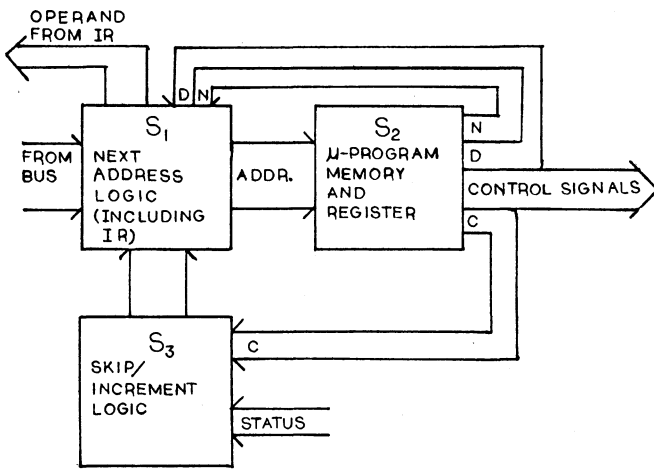 OPERAND
FROM IR
D N
S1
NEXT
ADDRESS
LOGIC
(INCLUDING
IR)
FROM
BUS
ADDR.
S2
μ-PROGRAM
MEMORY
AND
REGISTER
N
D
CONTROL SIGNALS
C
S3
SKIP/
INCREMENT
LOGIC
C
STATUS